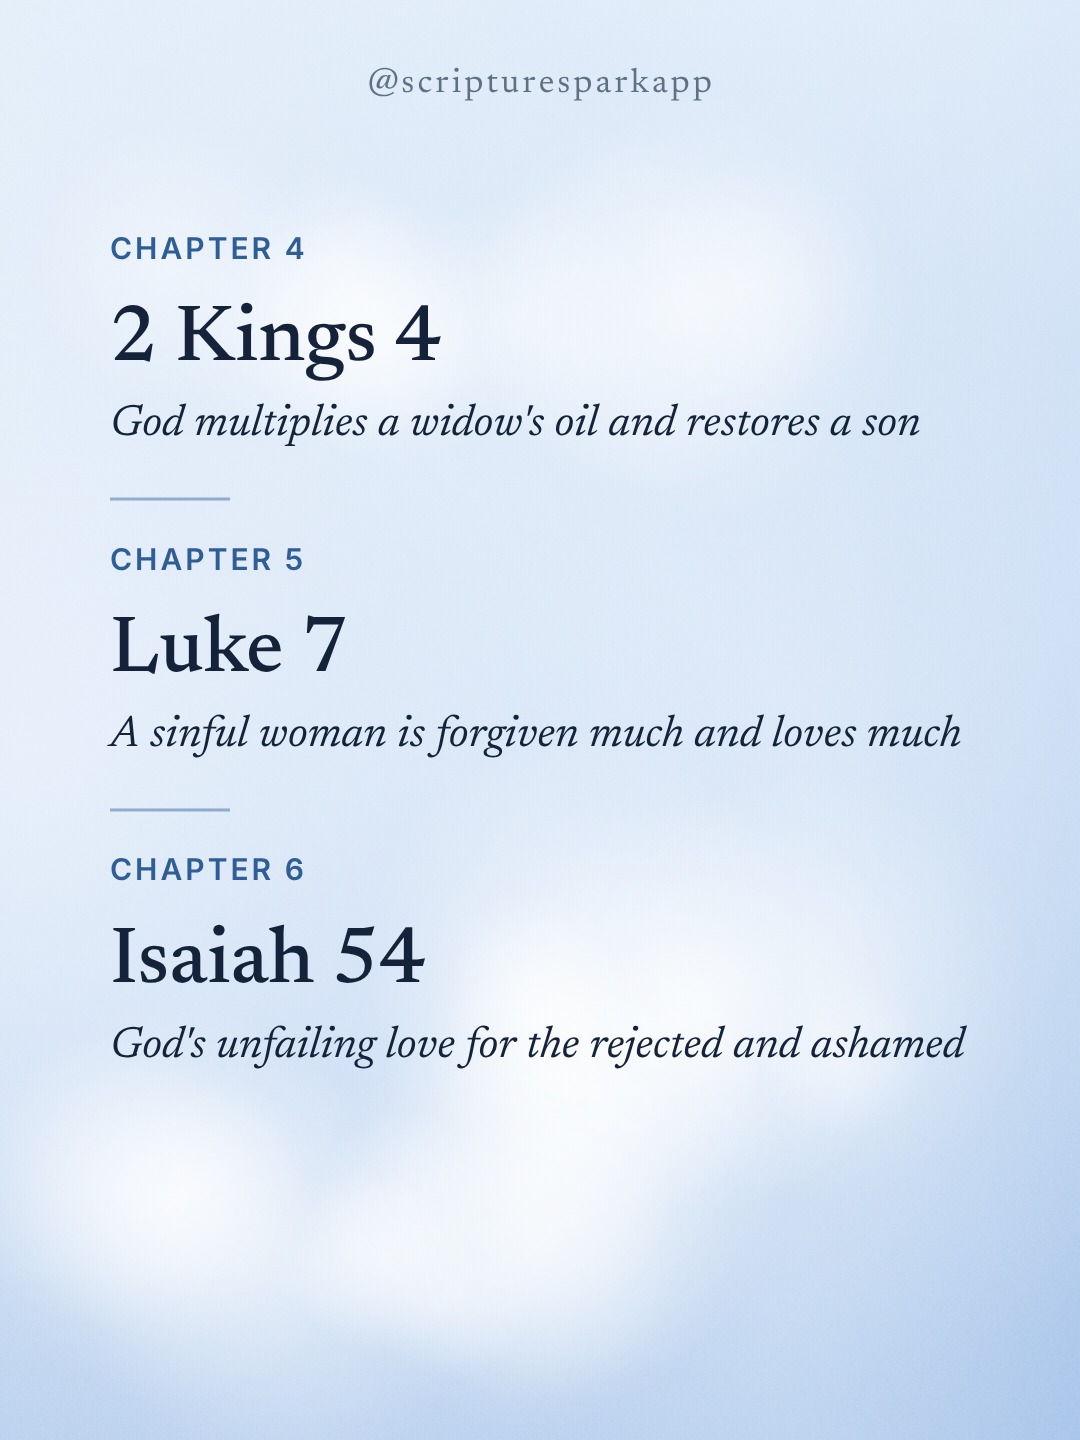 @scripturesparkapp
CHAPTER 4
2 Kings 4
God multiplies a widow's oil and restores a son
CHAPTER 5
Luke 7
A sinful woman is forgiven much and loves much
CHAPTER 6
Isaiah 54
God's unfailing love for the rejected and ashamed